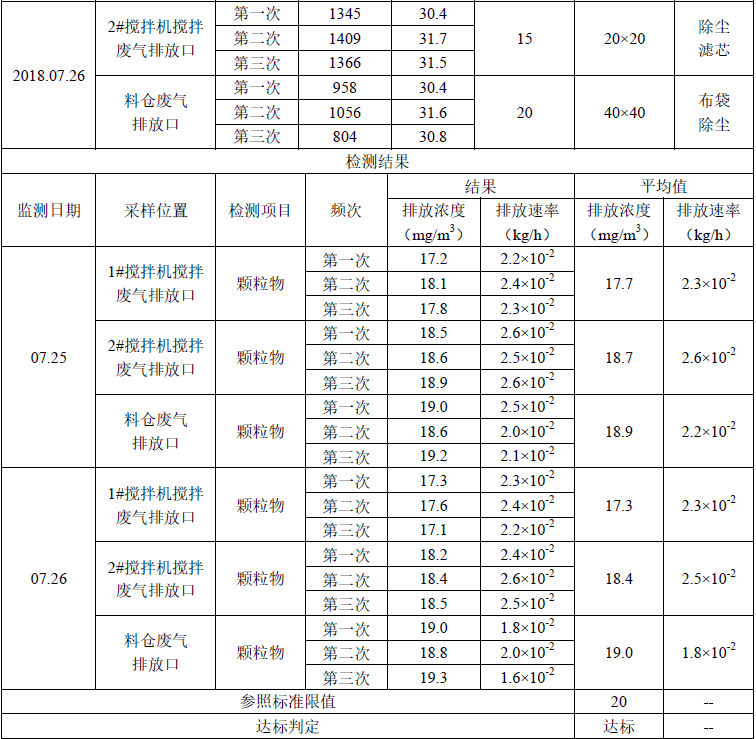 2018.07.26 2#搅拌机搅拌废气排放口 第一次 1345 30.4 15 20×20 除尘滤芯
第二次 1409 31.7
第三次 1366 31.5
料仓废气排放口 第一次 958 30.4 20 40×40 布袋除尘
第二次 1056 31.6
第三次 804 30.8
检测结果
监测日期 采样位置 检测项目 频次 结果 平均值
排放浓度（mg/m³） 排放速率（kg/h） 排放浓度（mg/m³） 排放速率（kg/h）
07.25 1#搅拌机搅拌废气排放口 颗粒物 第一次 17.2 2.2×10⁻² 17.7 2.3×10⁻²
第二次 18.1 2.4×10⁻²
第三次 17.8 2.3×10⁻²
2#搅拌机搅拌废气排放口 颗粒物 第一次 18.5 2.6×10⁻² 18.7 2.6×10⁻²
第二次 18.6 2.5×10⁻²
第三次 18.9 2.6×10⁻²
料仓废气排放口 颗粒物 第一次 19.0 2.5×10⁻² 18.9 2.2×10⁻²
第二次 18.6 2.0×10⁻²
第三次 19.2 2.1×10⁻²
07.26 1#搅拌机搅拌废气排放口 颗粒物 第一次 17.3 2.3×10⁻² 17.3 2.3×10⁻²
第二次 17.6 2.4×10⁻²
第三次 17.1 2.2×10⁻²
2#搅拌机搅拌废气排放口 颗粒物 第一次 18.2 2.4×10⁻² 18.4 2.5×10⁻²
第二次 18.4 2.6×10⁻²
第三次 18.5 2.5×10⁻²
料仓废气排放口 颗粒物 第一次 19.0 1.8×10⁻² 19.0 1.8×10⁻²
第二次 18.8 2.0×10⁻²
第三次 19.3 1.6×10⁻²
参照标准限值 20 --
达标判定 达标 --